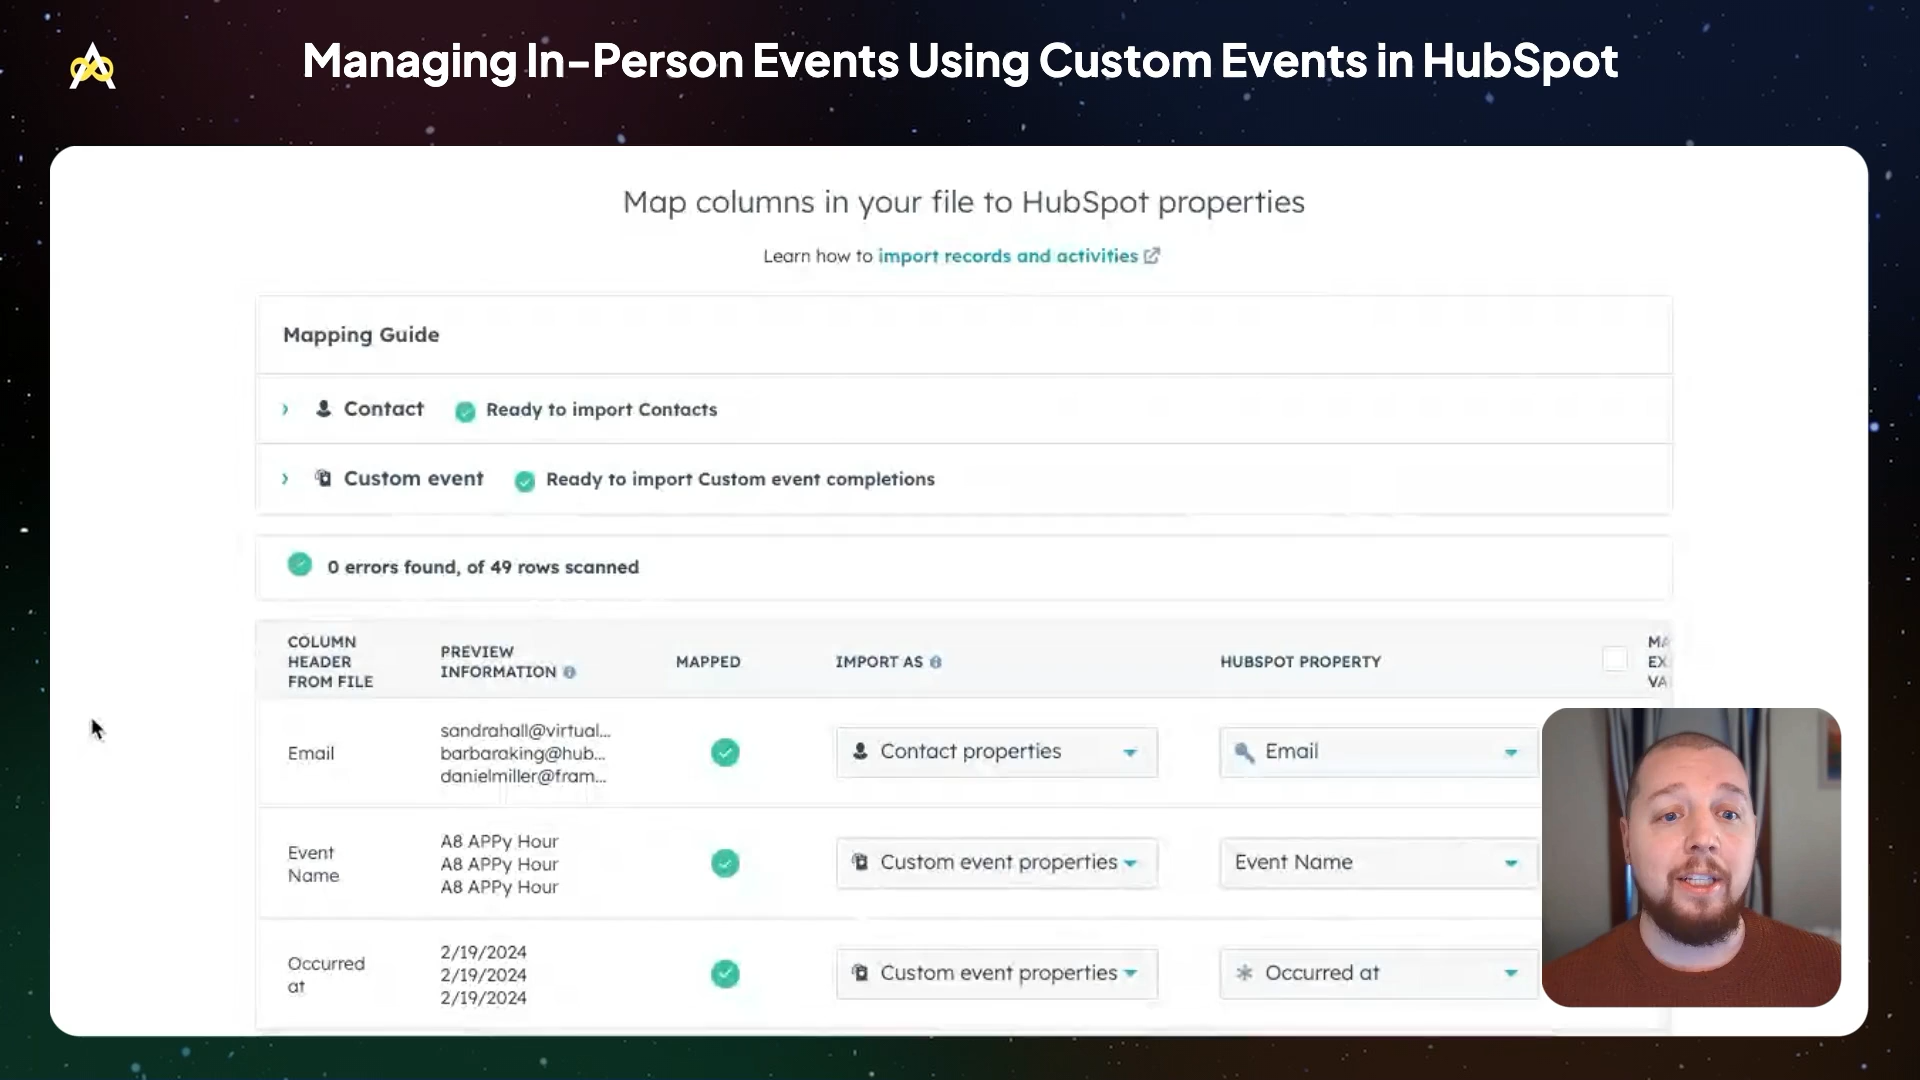 Managing In-Person Events Using Custom Events in HubSpot
Map columns in your file to HubSpot properties
Learn how to import records and activities
Mapping Guide
Contact
Ready to import Contacts
Custom event
Ready to import Custom event completions
0 errors found, of 49 rows scanned
COLUMN
HEADER
FROM FILE
PREVIEW
INFORMATION
MAPPED
IMPORT AS
HUBSPOT PROPERTY
MA
EX
VA
Email
sandrahall@virtual...
barbaraking@hub...
danielmiller@fram...
Contact properties
Email
Event
Name
A8 APPy Hour
A8 APPy Hour
A8 APPy Hour
Custom event properties
Event Name
Occurred
at
2/19/2024
2/19/2024
2/19/2024
Custom event properties
Occurred at